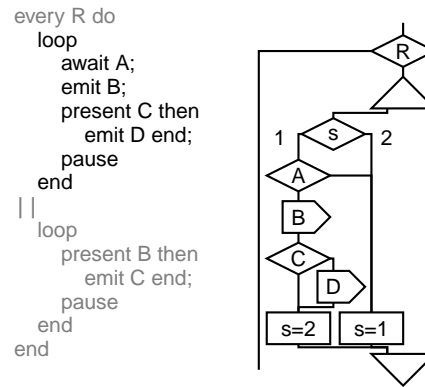 every R do
loop
await A;
emit B;
present C then
emit D end;
pause
end
||
loop
present B then
emit C end;
pause
end
end
R
1 s 2
A
B
C
D
s=2 s=1